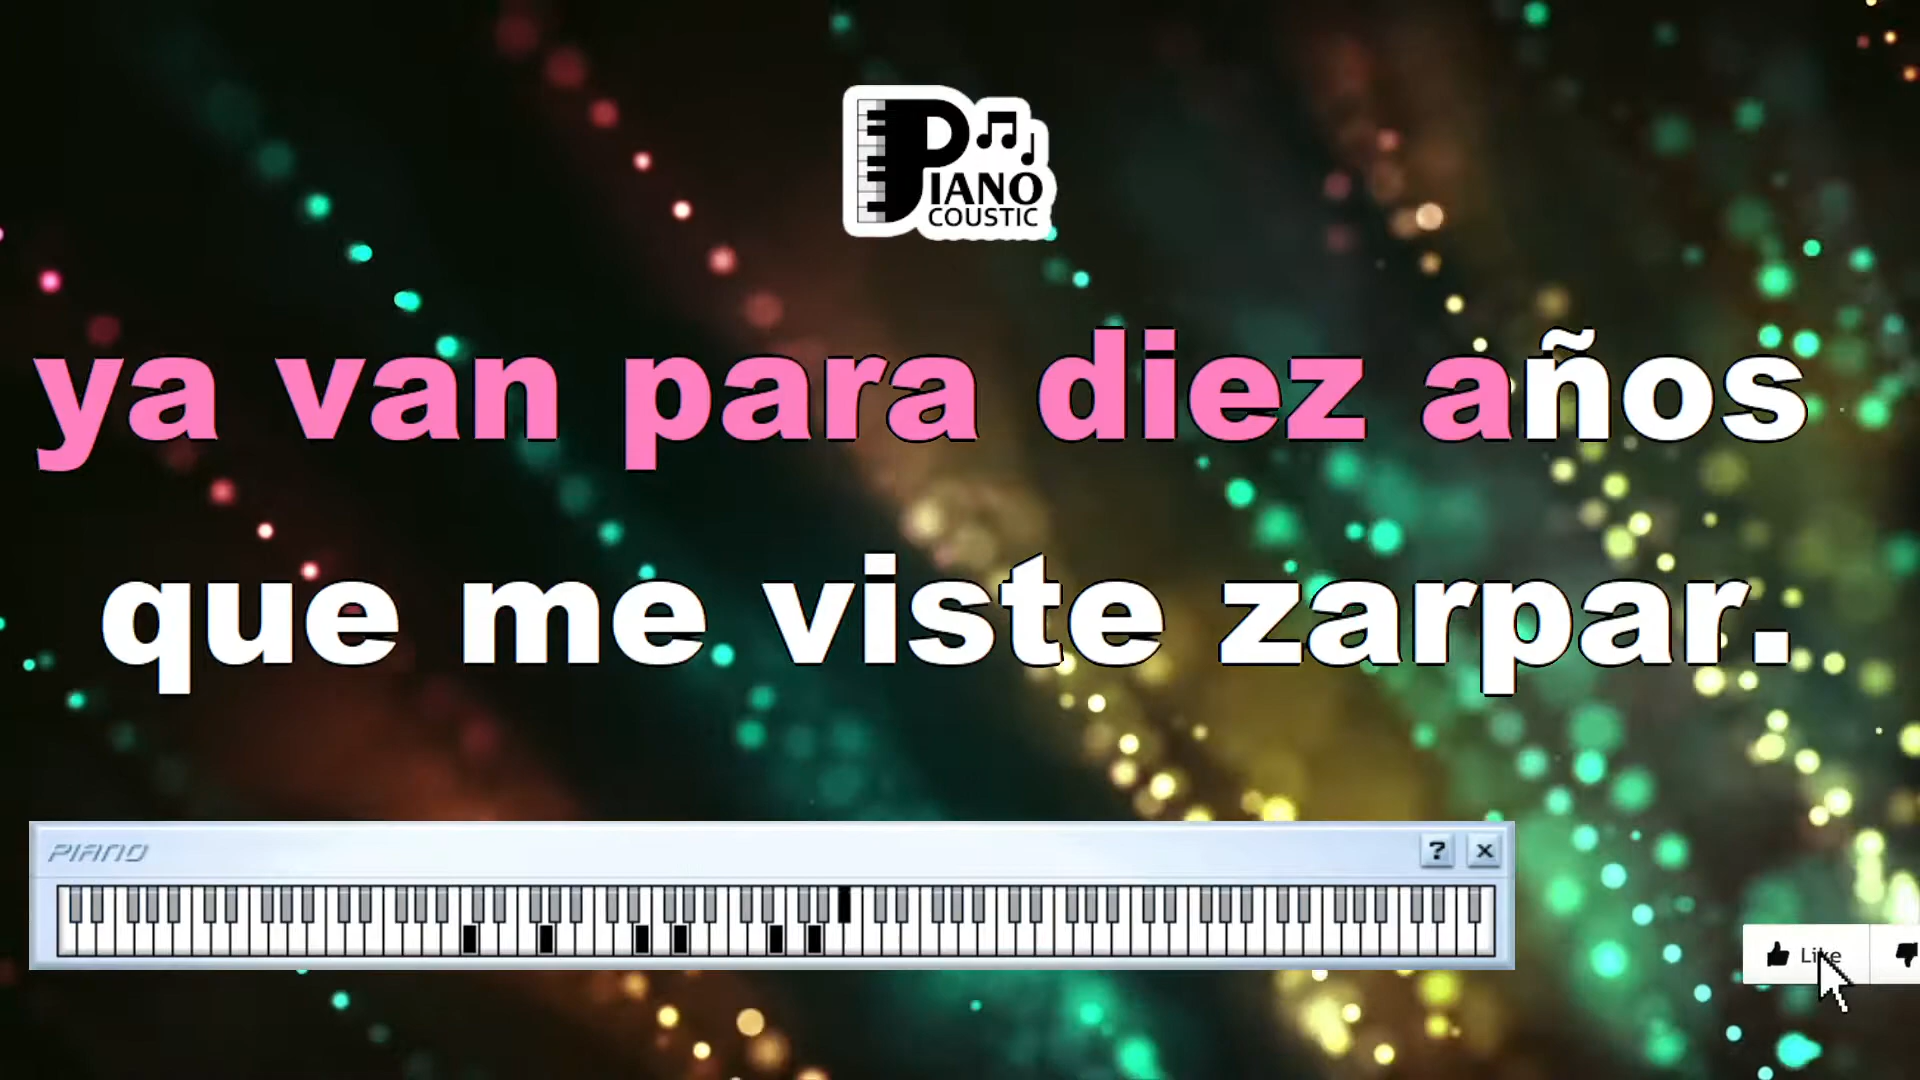 PIANO
COUSTIC
ya van para diez años
que me viste zarpar.
PIANO
?
Like